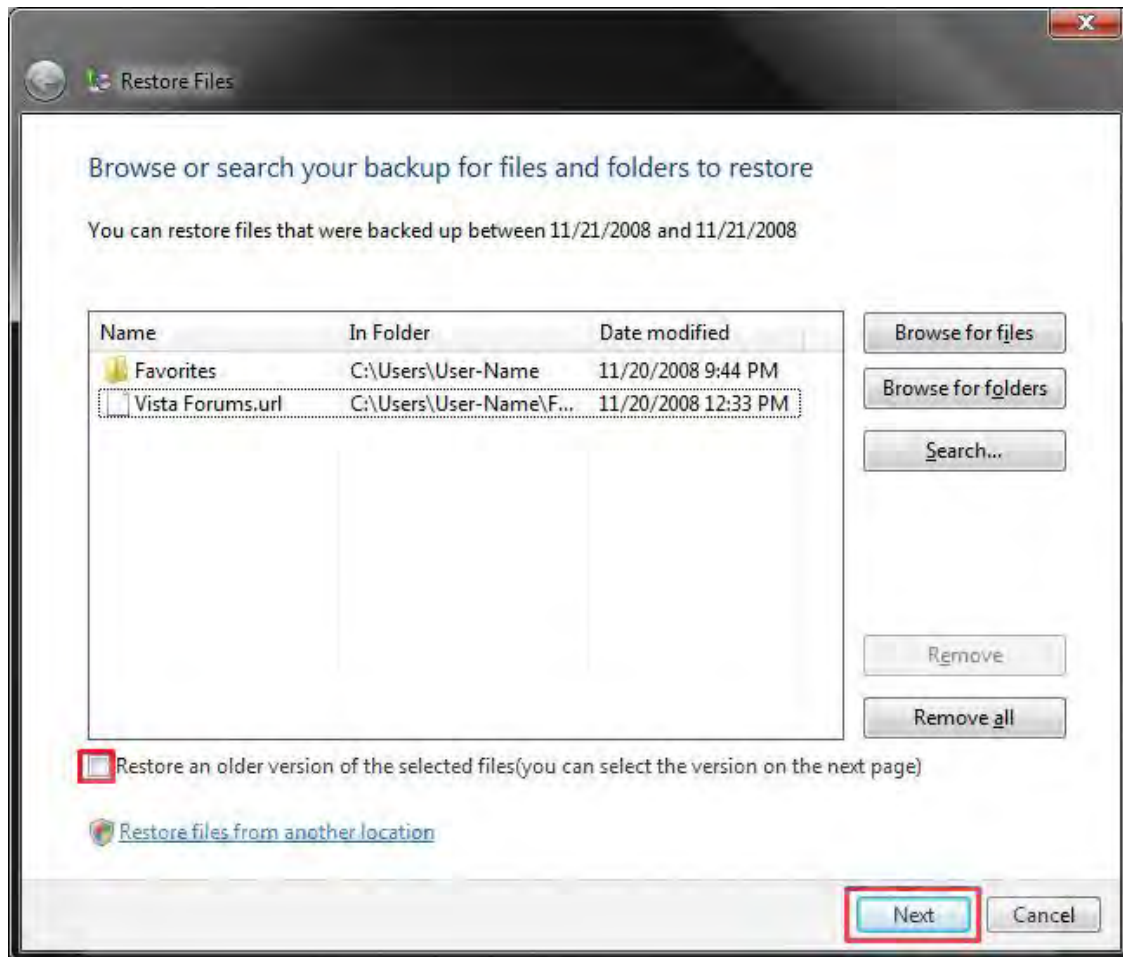 Restore Files
Browse or search your backup for files and folders to restore
You can restore files that were backed up between 11/21/2008 and 11/21/2008
Name In Folder Date modified
Favorites C:\Users\User-Name 11/20/2008 9:44 PM
Vista Forums.url C:\Users\User-Name\F... 11/20/2008 12:33 PM
Browse for files
Browse for folders
Search...
Remove
Remove all
Restore an older version of the selected files(you can select the version on the next page)
Restore files from another location
Next Cancel